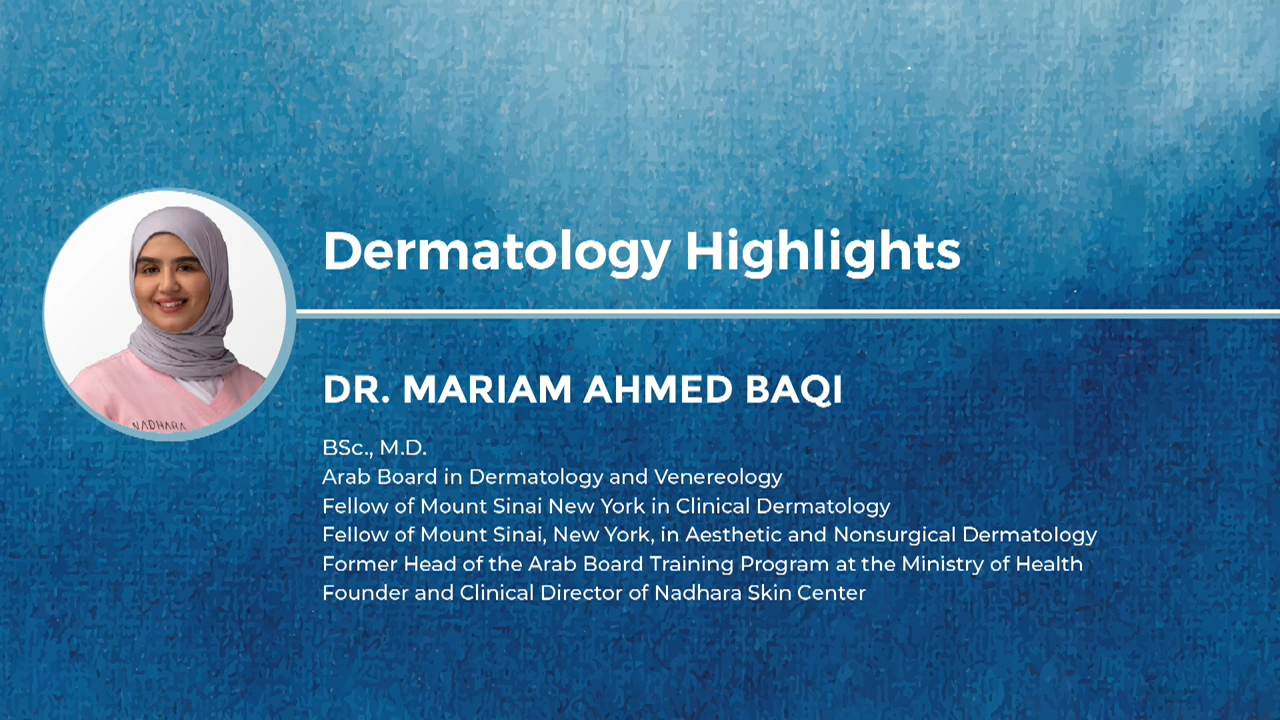 Dermatology Highlights
DR. MARIAM AHMED BAQI
NADHARA
BSc., M.D.
Arab Board in Dermatology and Venereology
Fellow of Mount Sinai New York in Clinical Dermatology
Fellow of Mount Sinai, New York, in Aesthetic and Nonsurgical Dermatology
Former Head of the Arab Board Training Program at the Ministry of Health
Founder and Clinical Director of Nadhara Skin Center